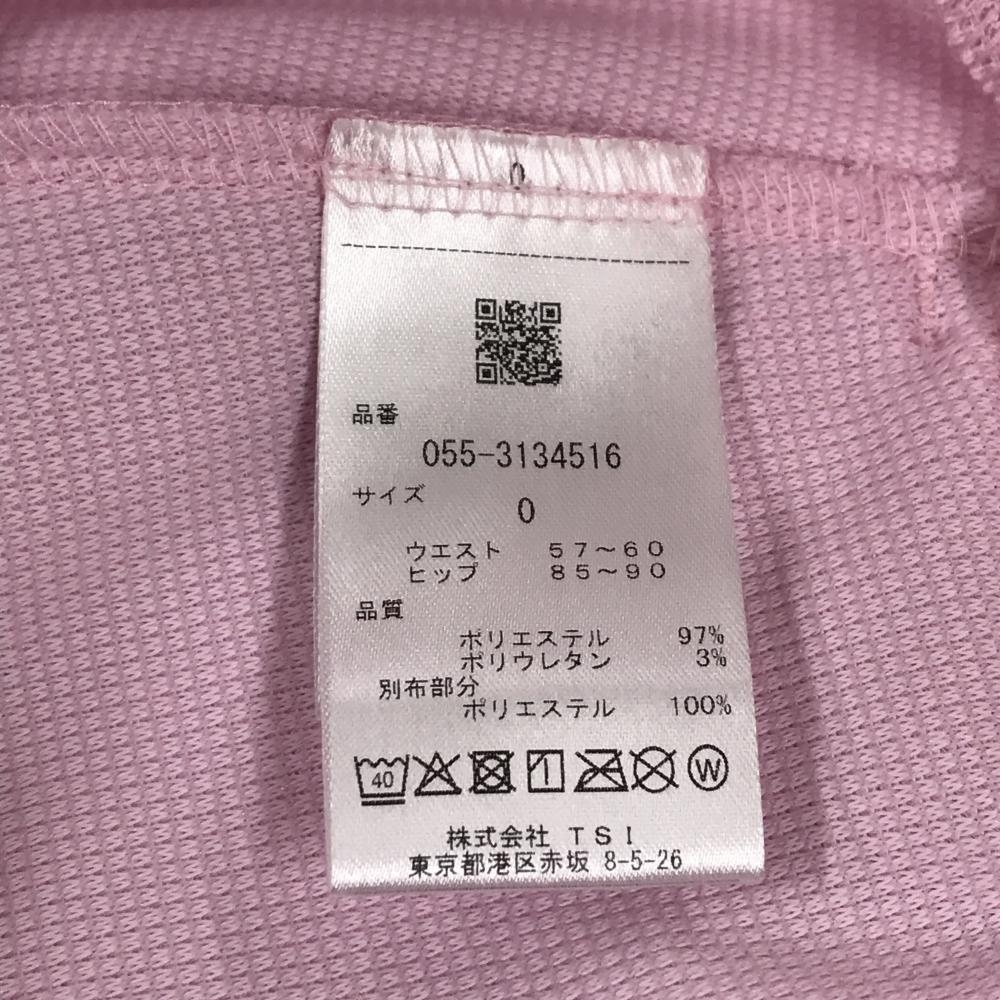 0
品番
055-3134516
サイズ
0
ウエスト 57～60
ヒップ 85～90
品質
ポリエステル 97%
ポリウレタン 3%
別布部分
ポリエステル 100%
40 W
株式会社 TSI
東京都港区赤坂 8-5-26